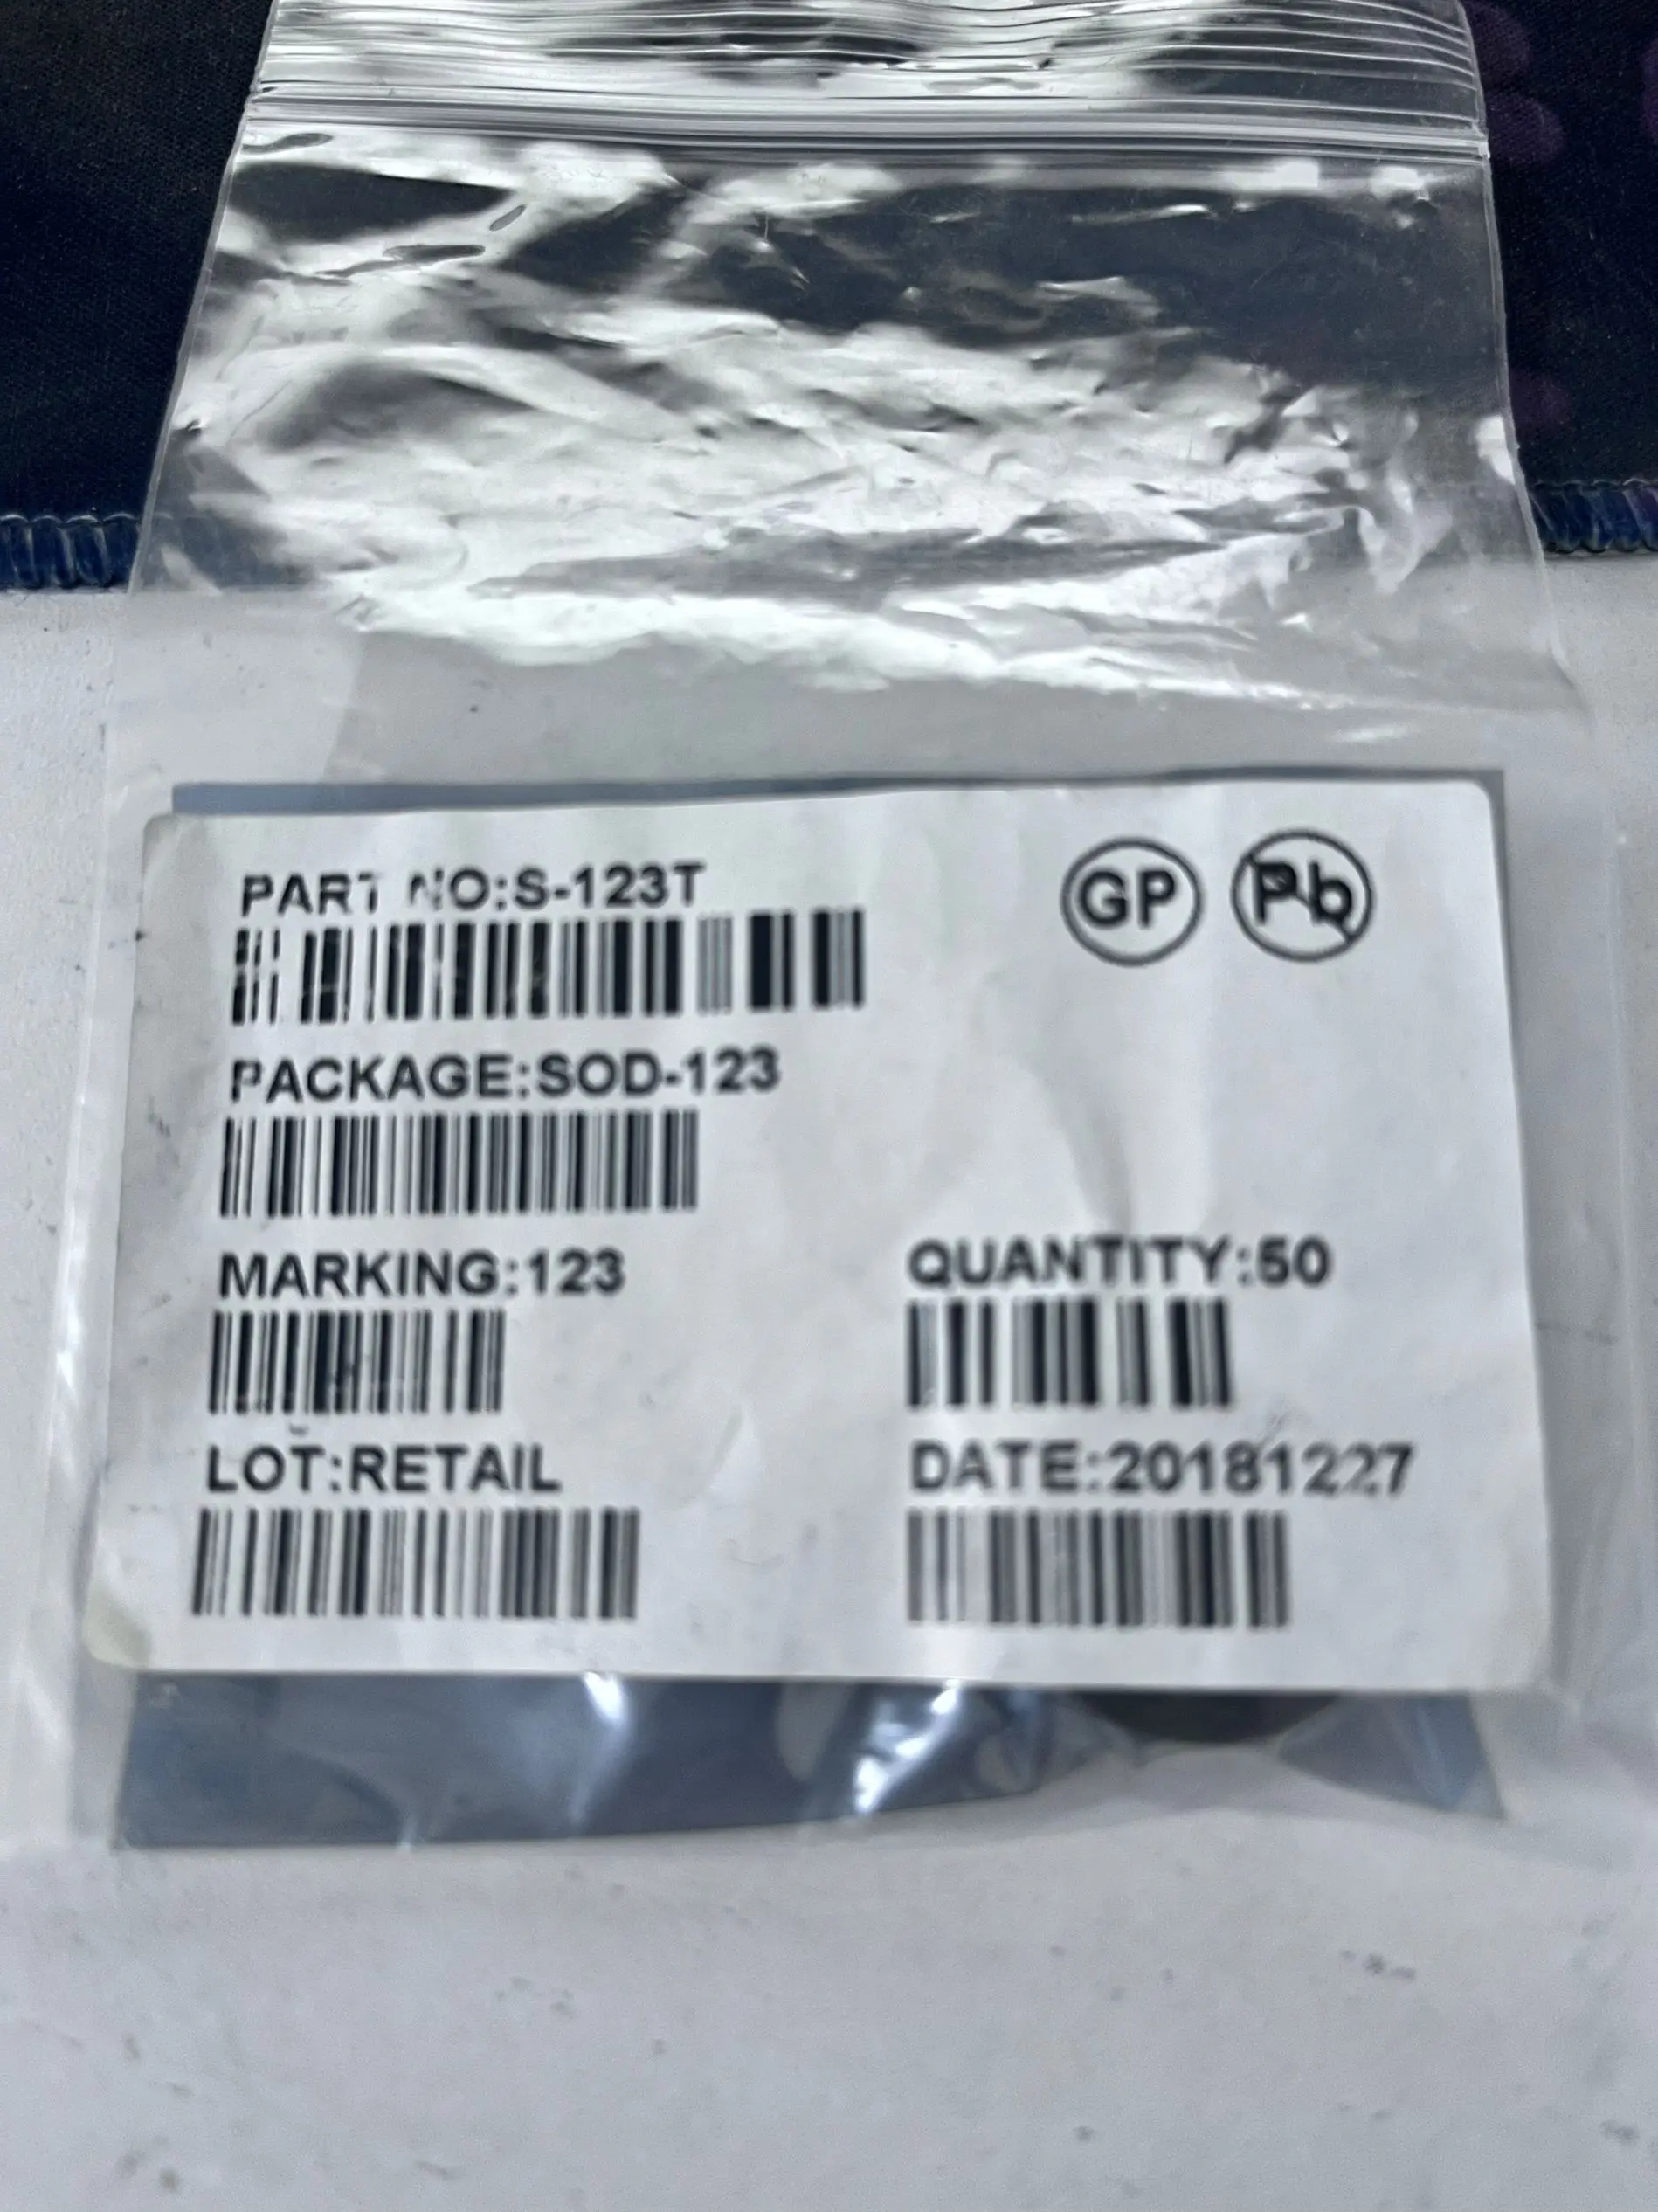 PART NO:S-123T
GP
Pb
PACKAGE:SOD-123
MARKING:123
QUANTITY:50
LOT:RETAIL
DATE:20181227